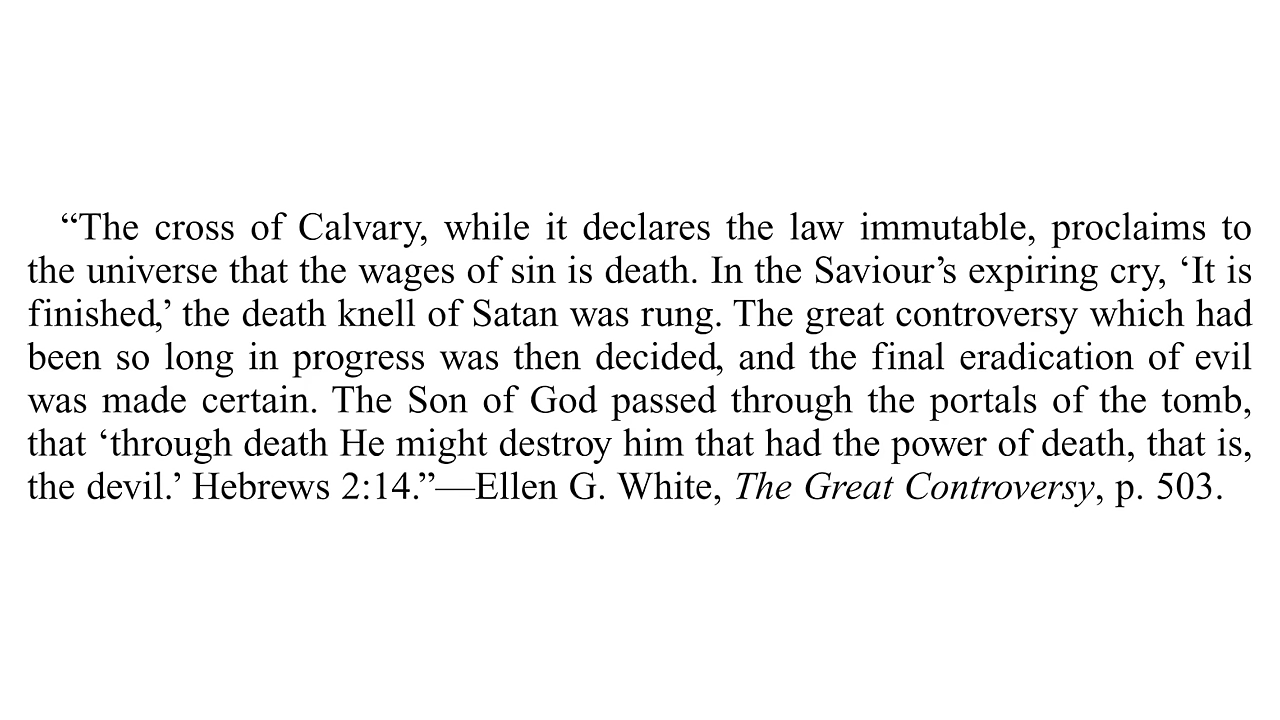 “The cross of Calvary, while it declares the law immutable, proclaims to
the universe that the wages of sin is death. In the Saviour’s expiring cry, ‘It is
finished,’ the death knell of Satan was rung. The great controversy which had
been so long in progress was then decided, and the final eradication of evil
was made certain. The Son of God passed through the portals of the tomb,
that ‘through death He might destroy him that had the power of death, that is,
the devil.’ Hebrews 2:14.”—Ellen G. White, The Great Controversy, p. 503.